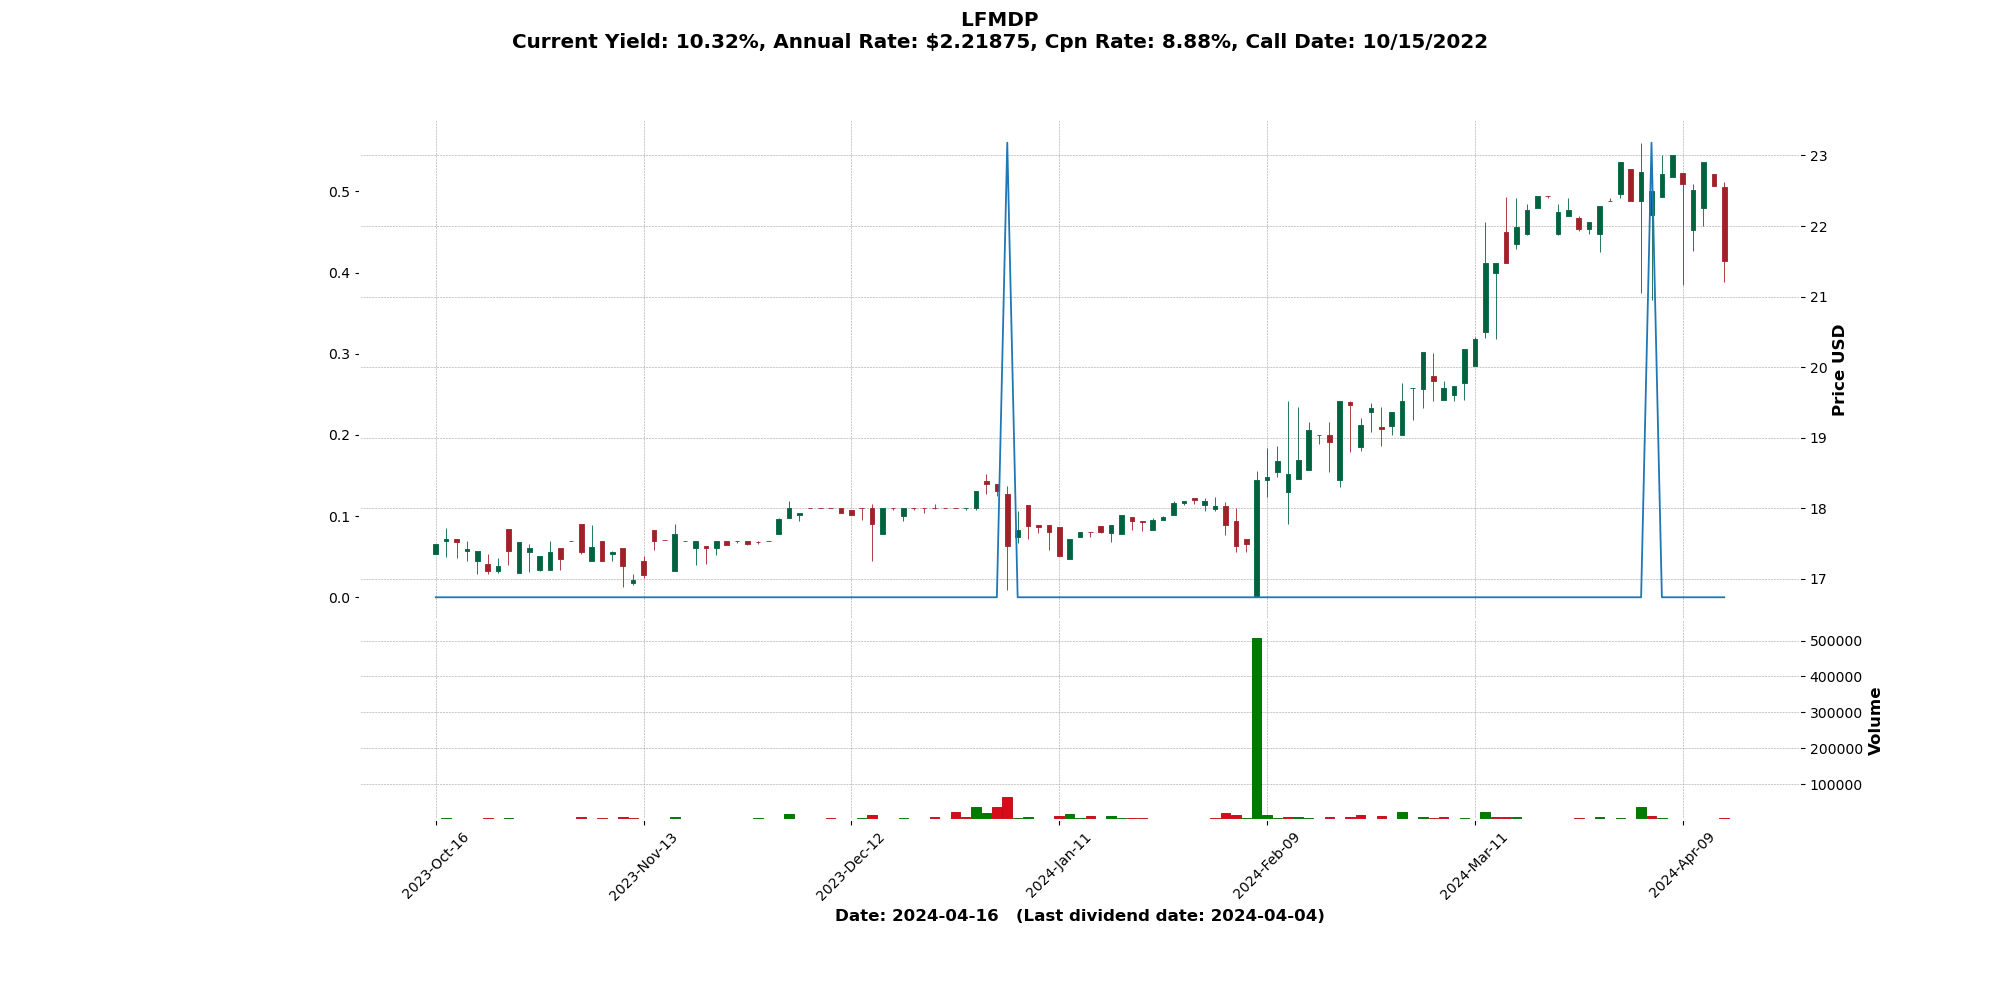 LFMDP
Current Yield: 10.32%, Annual Rate: $2.21875, Cpn Rate: 8.88%, Call Date: 10/15/2022
0.5
0.4
0.3
0.2
0.1
0.0
23
22
21
20
19
18
17
Price USD
500000
400000
300000
200000
100000
Volume
2023-Oct-16
2023-Nov-13
2023-Dec-12
2024-Jan-11
2024-Feb-09
2024-Mar-11
2024-Apr-09
Date: 2024-04-16 (Last dividend date: 2024-04-04)